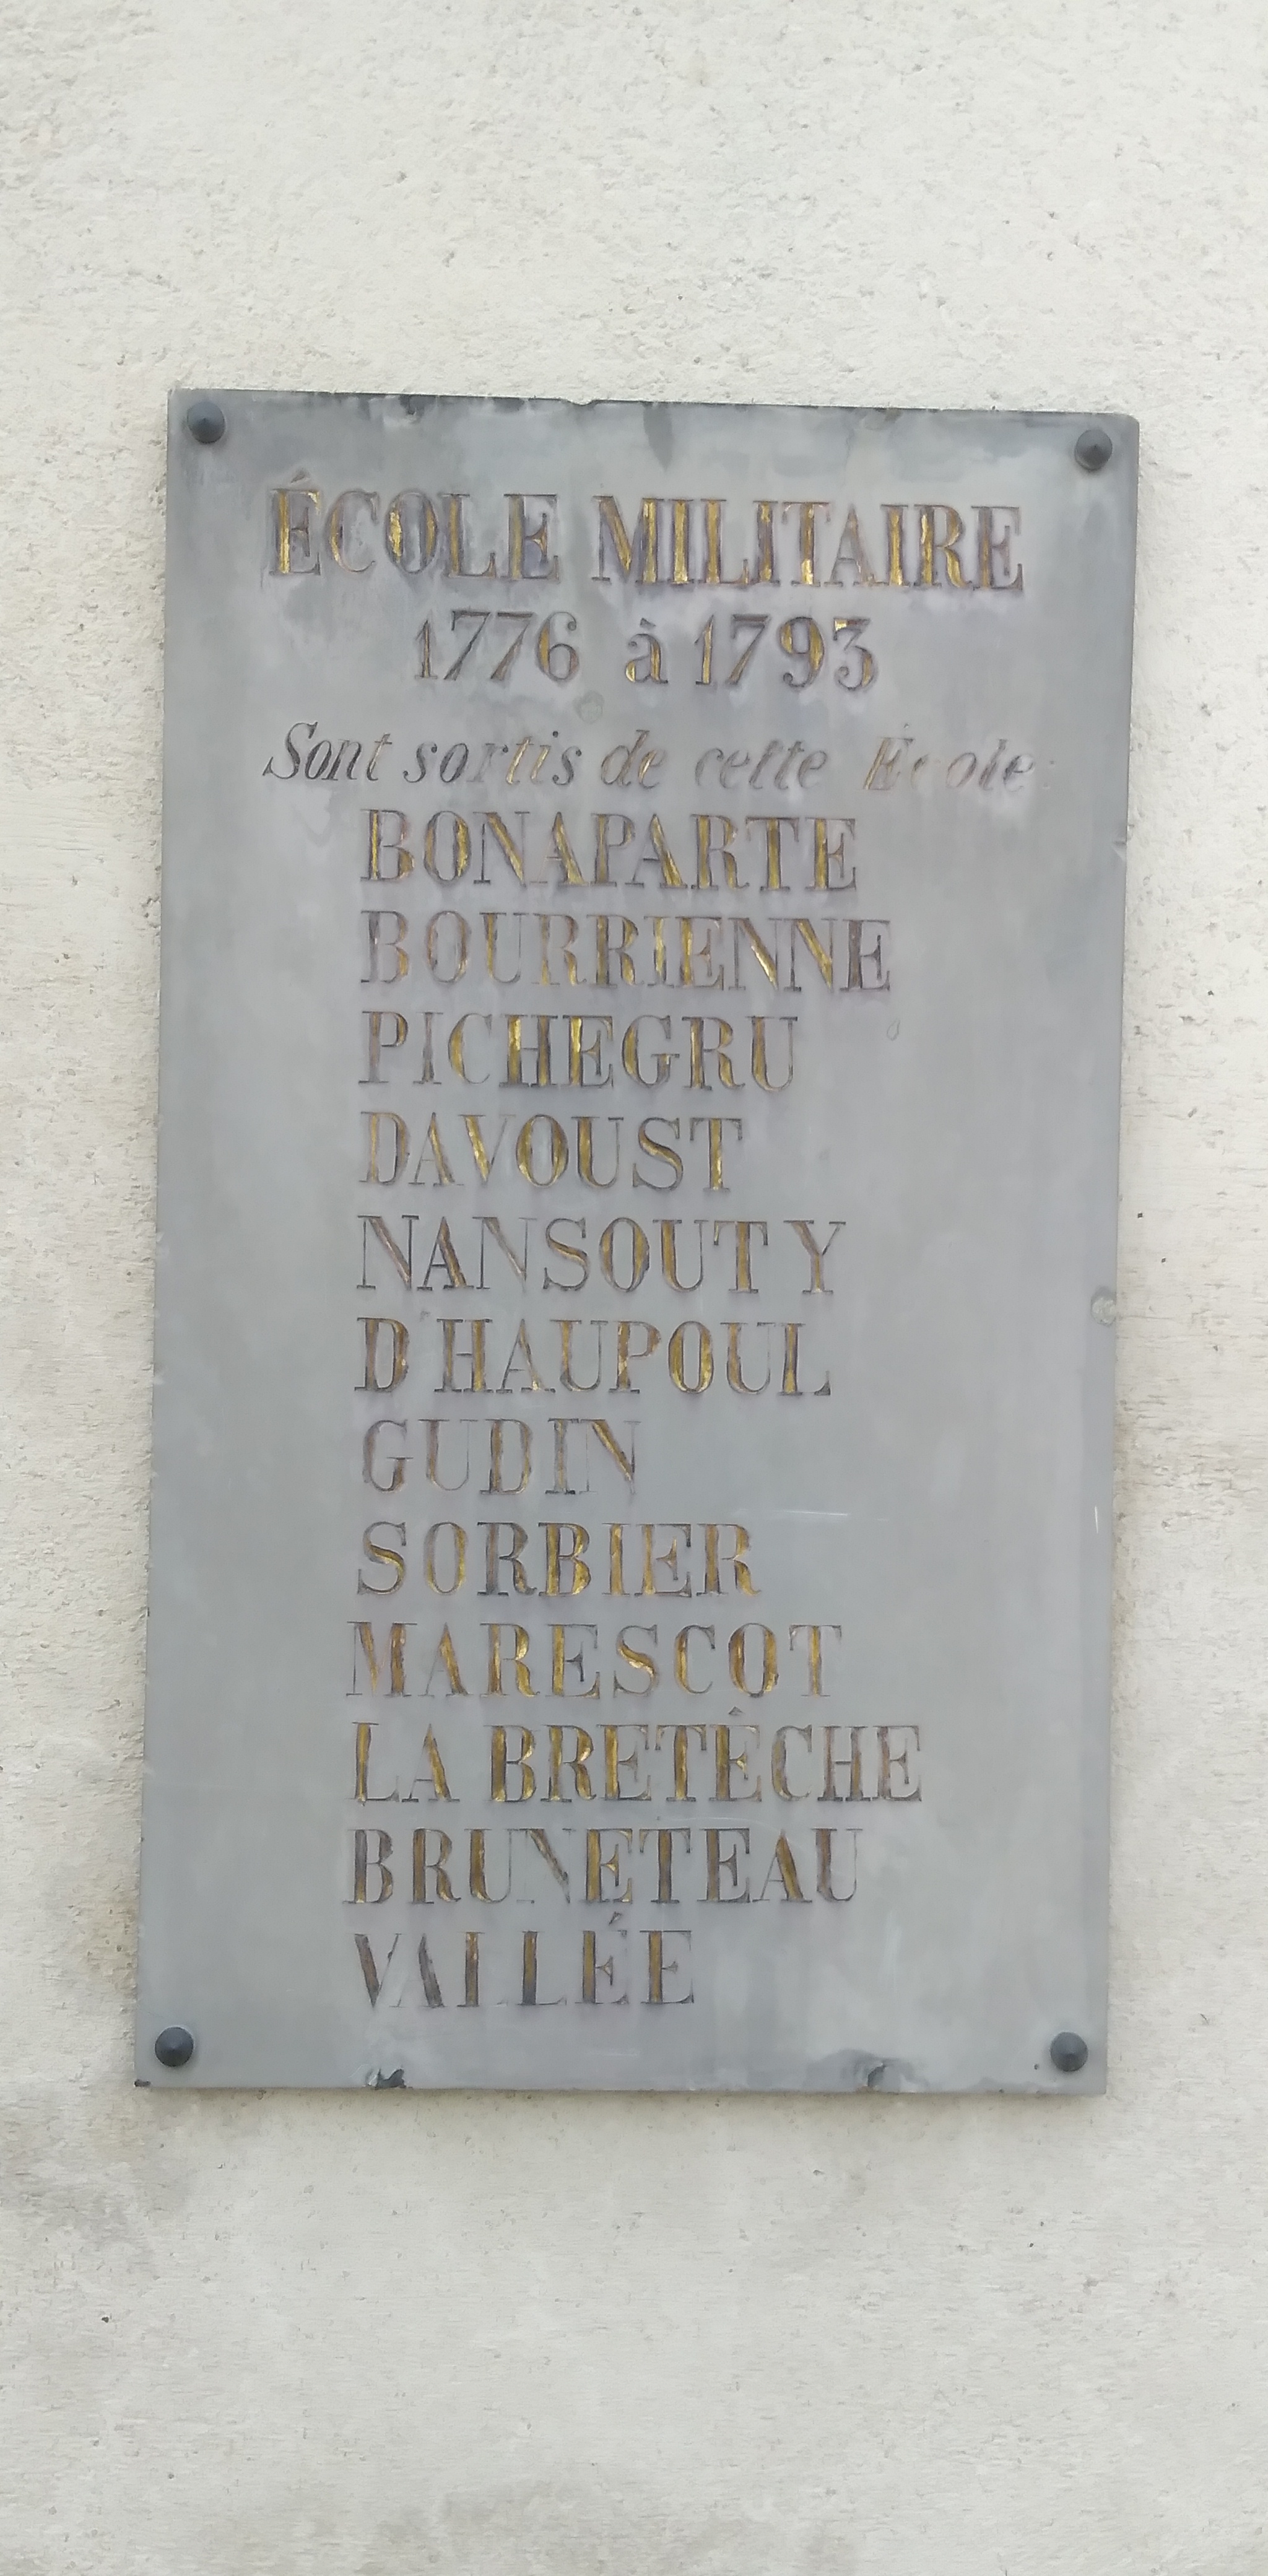 ÉCOLE MILITAIRE
1776 à 1793
Sont sortis de cette École:
BONAPARTE
BOURRIENNE
PICHEGRU
DAVOUST
NANSOUTY
D'HAUPOUL
GUDIN
SORBIER
MARESCOT
LA BRETÊCHE
BRUNETEAU
VALLÉE